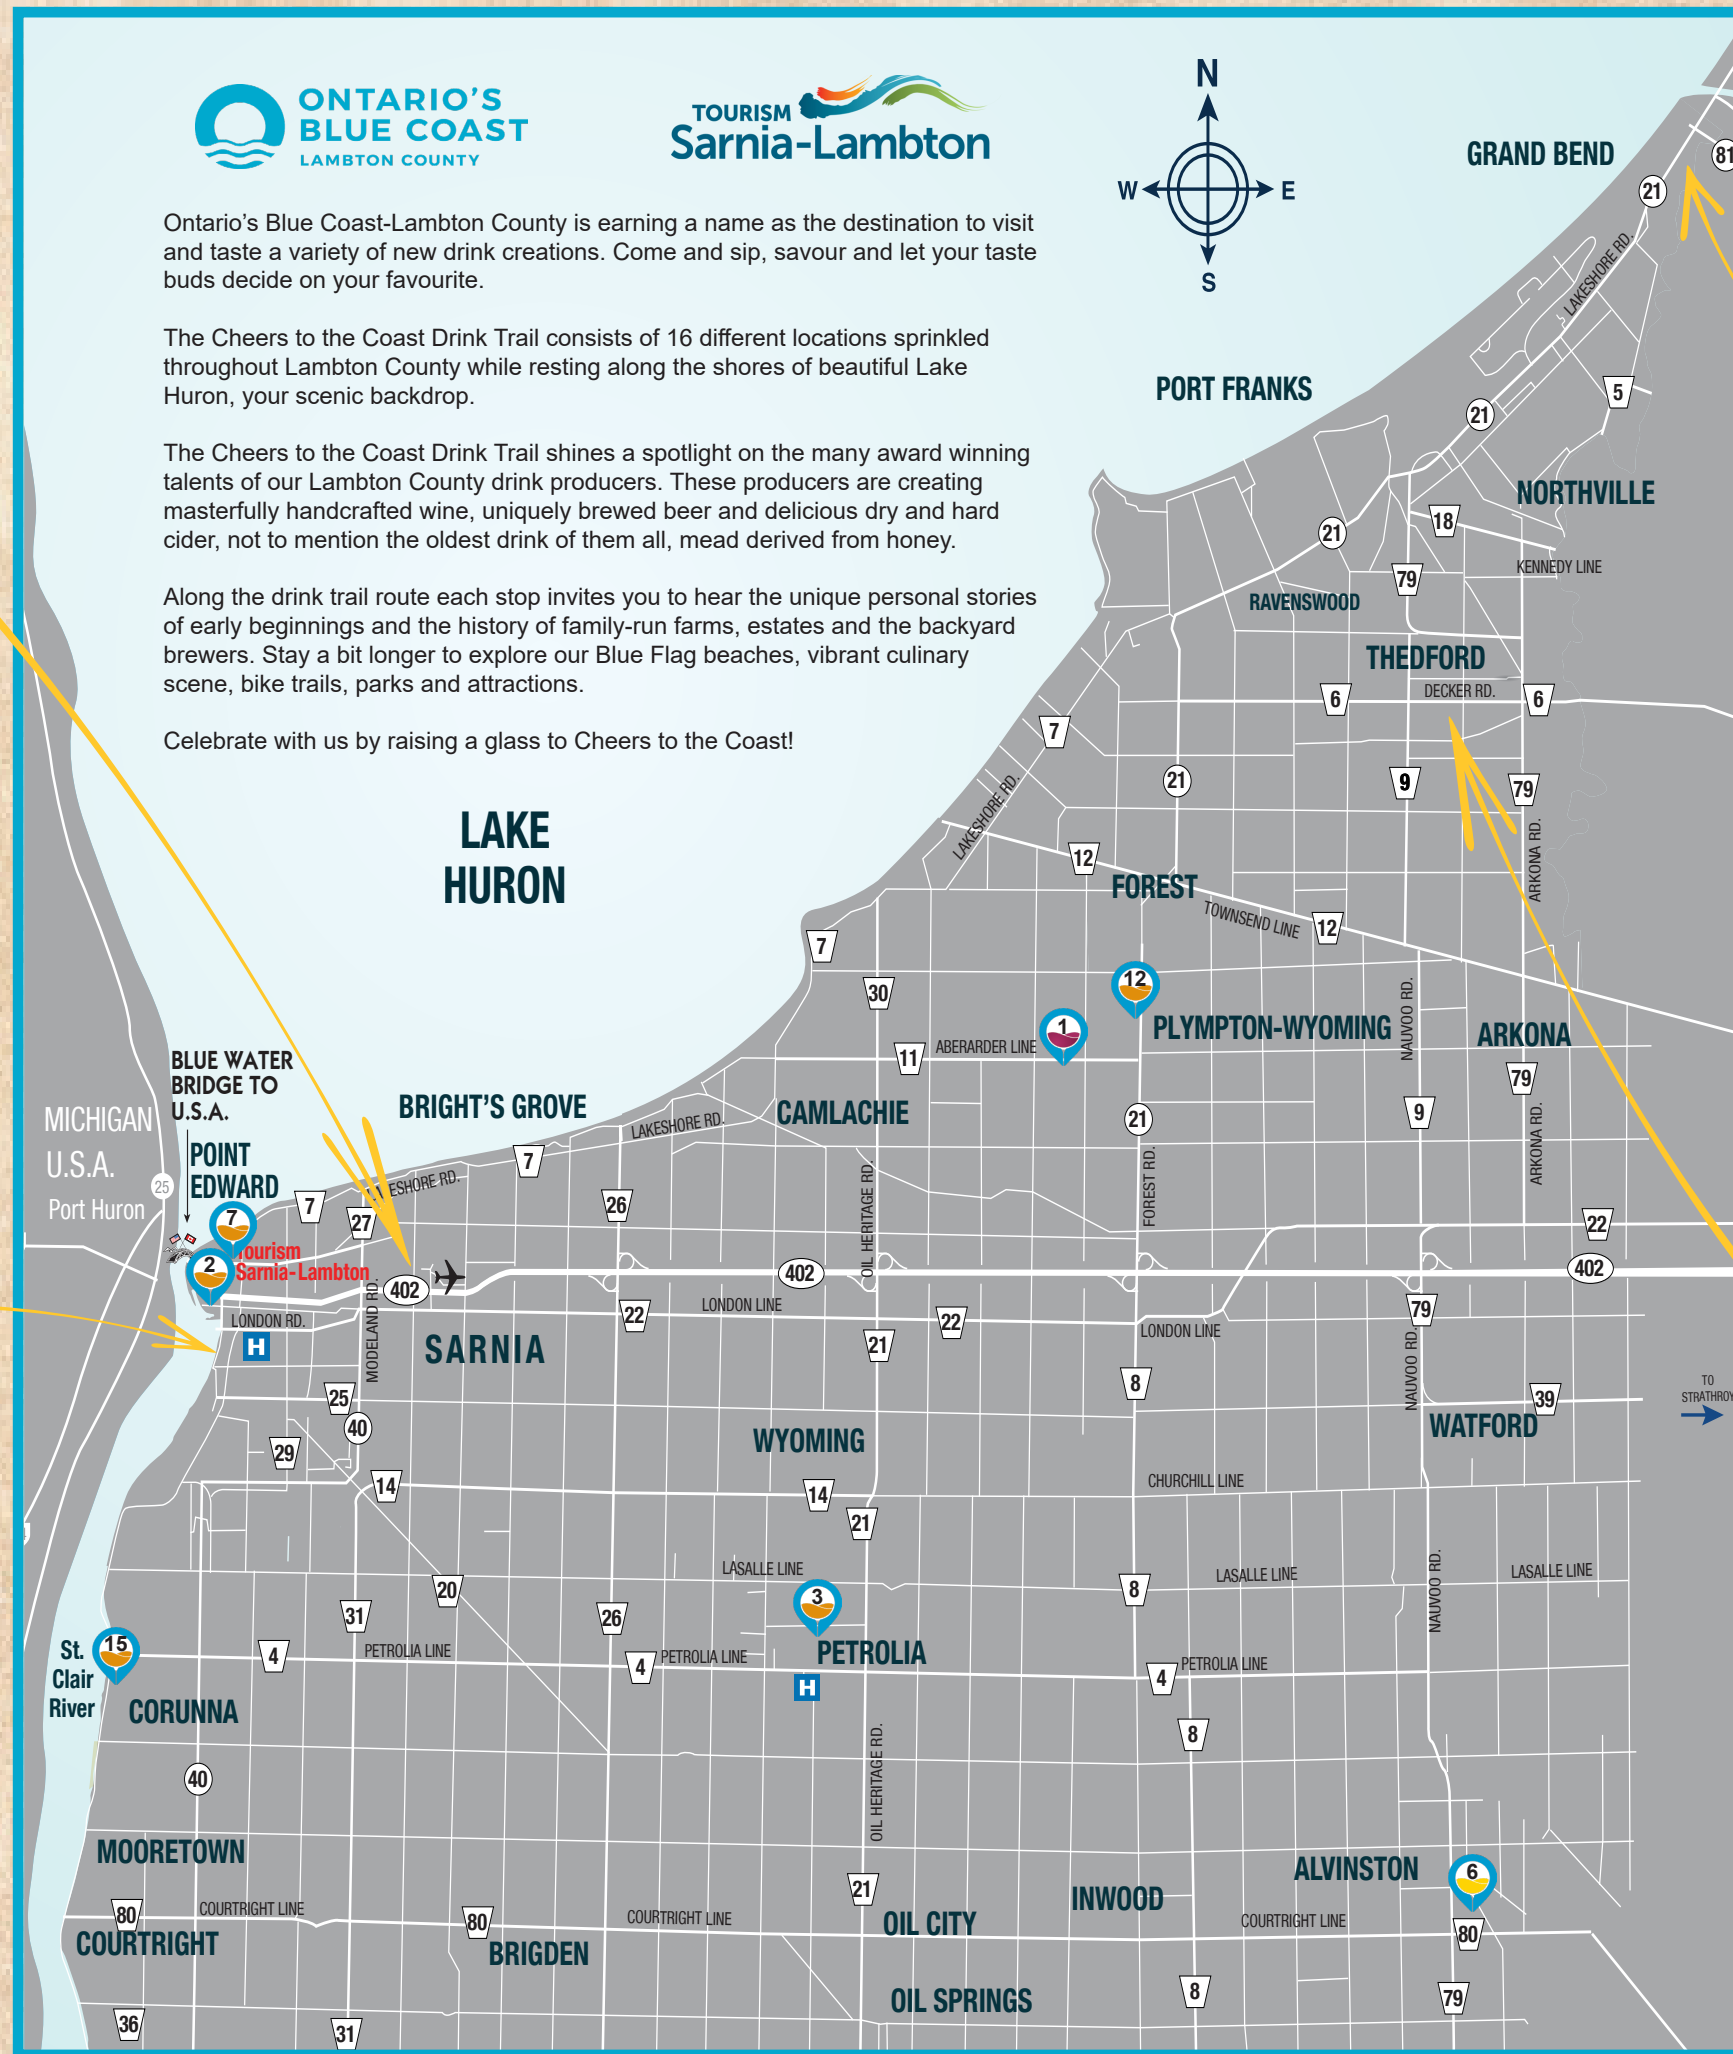 ONTARIO'S
BLUE COAST
LAMBTON COUNTY
TOURISM
Sarnia-Lambton
N
W E
S
Ontario's Blue Coast-Lambton County is earning a name as the destination to visit
and taste a variety of new drink creations. Come and sip, savour and let your taste
buds decide on your favourite.
The Cheers to the Coast Drink Trail consists of 16 different locations sprinkled
throughout Lambton County while resting along the shores of beautiful Lake
Huron, your scenic backdrop.
The Cheers to the Coast Drink Trail shines a spotlight on the many award winning
talents of our Lambton County drink producers. These producers are creating
masterfully handcrafted wine, uniquely brewed beer and delicious dry and hard
cider, not to mention the oldest drink of them all, mead derived from honey.
Along the drink trail route each stop invites you to hear the unique personal stories
of early beginnings and the history of family-run farms, estates and the backyard
brewers. Stay a bit longer to explore our Blue Flag beaches, vibrant culinary
scene, bike trails, parks and attractions.
Celebrate with us by raising a glass to Cheers to the Coast!
LAKE
HURON
GRAND BEND
81
21
LAKESHORE RD.
PORT FRANKS
5
21
NORTHVILLE
18
21
KENNEDY LINE
79
RAVENSWOOD
THEDFORD
DECKER RD.
6
6
7
21
9
79
LAKESHORE RD.
ARKONA RD.
12
FOREST
TOWNSEND LINE
12
7
30
12
1
PLYMPTON-WYOMING
NAUVOO RD.
ARKONA
ABERARDER LINE
11
79
BLUE WATER
BRIDGE TO
U.S.A.
MICHIGAN
U.S.A.
Port Huron
25
POINT
EDWARD
BRIGHT'S GROVE
CAMLACHIE
LAKESHORE RD.
21
9
ARKONA RD.
7
LAKESHORE RD.
7
26
27
OIL HERITAGE RD.
FOREST RD.
22
7
Tourism
Sarnia-Lambton
2
402
402
402
MODELAND RD.
LONDON RD.
H
22
LONDON LINE
22
LONDON LINE
79
SARNIA
21
NAUVOO RD.
8
25
40
39
TO
STRATHROY
29
WYOMING
WATFORD
14
14
CHURCHILL LINE
21
LASALLE LINE
LASALLE LINE
LASALLE LINE
NAUVOO RD.
20
31
26
3
8
15
St.
Clair
River
4
PETROLIA LINE
4
PETROLIA LINE
PETROLIA
4
PETROLIA LINE
H
CORUNNA
8
40
OIL HERITAGE RD.
MOORETOWN
ALVINSTON
6
21
INWOOD
80
COURTRIGHT LINE
80
COURTRIGHT LINE
OIL CITY
COURTRIGHT LINE
80
COURTRIGHT
BRIGDEN
OIL SPRINGS
8
79
36
31